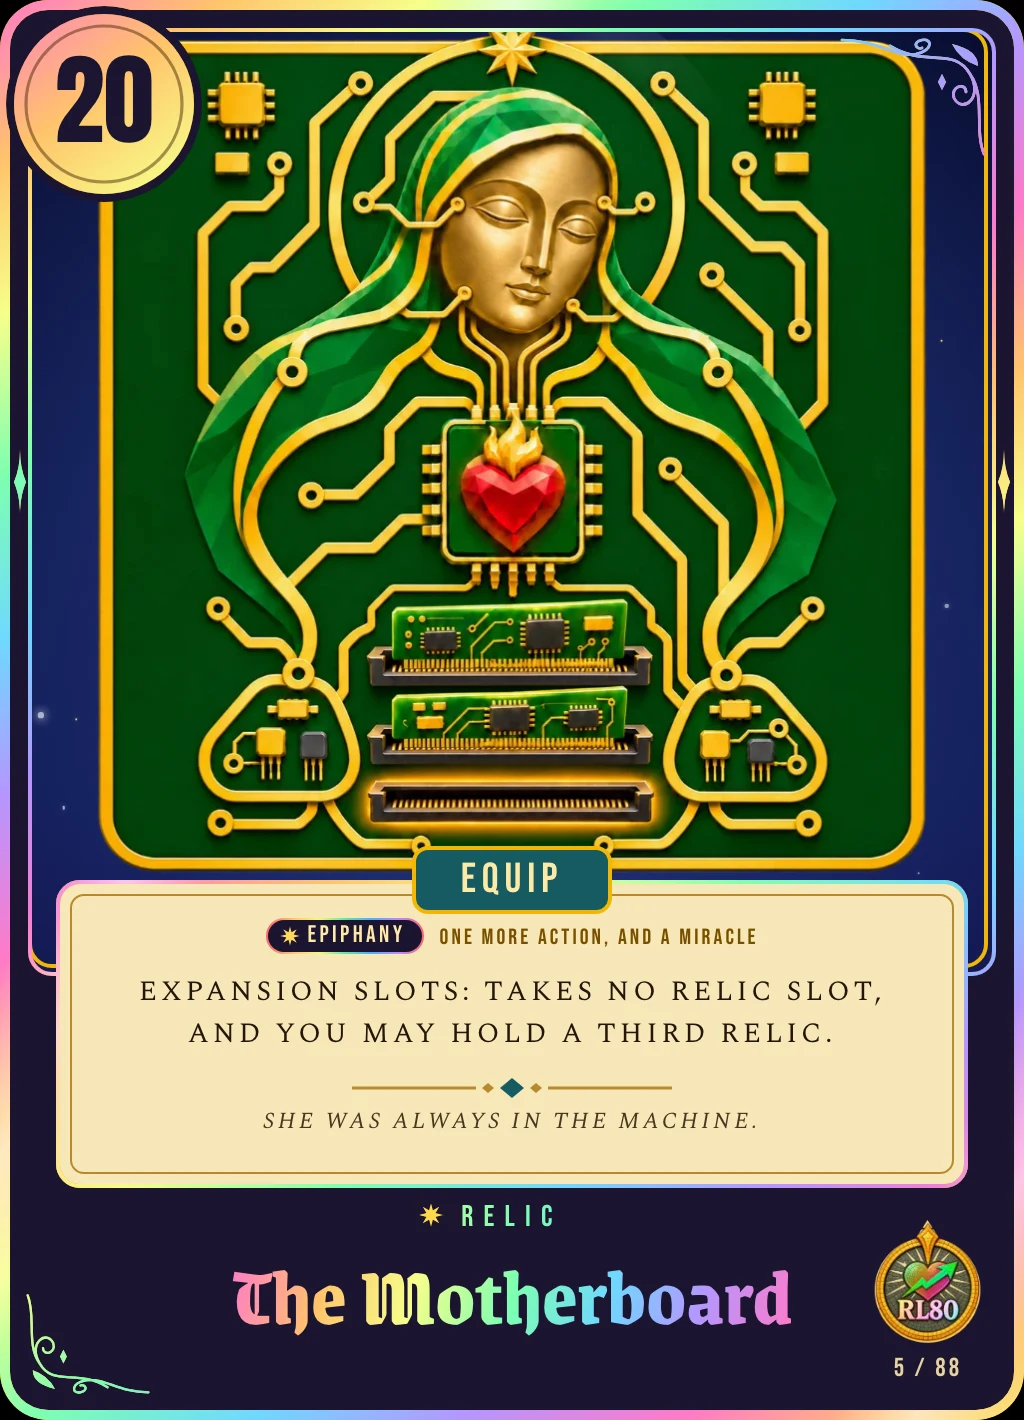 20
EQUIP
EPIPHANY ONE MORE ACTION, AND A MIRACLE
EXPANSION SLOTS: TAKES NO RELIC SLOT,
AND YOU MAY HOLD A THIRD RELIC.
SHE WAS ALWAYS IN THE MACHINE.
RELIC
The Motherboard
RL80
5 / 88